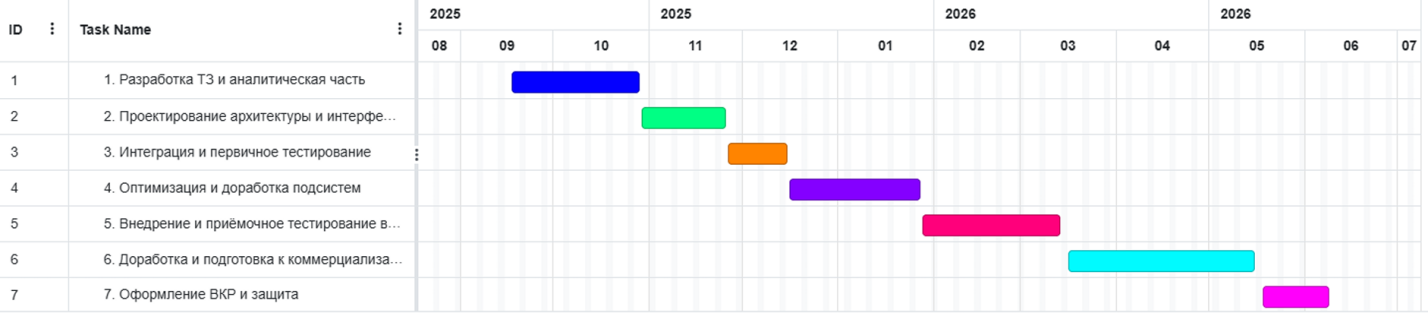 ID Task Name 2025 2025 2026 2026
08 09 10 11 12 01 02 03 04 05 06 07
1 1. Разработка ТЗ и аналитическая часть
2 2. Проектирование архитектуры и интерфе...
3 3. Интеграция и первичное тестирование
4 4. Оптимизация и доработка подсистем
5 5. Внедрение и приёмочное тестирование в...
6 6. Доработка и подготовка к коммерциализа...
7 7. Оформление ВКР и защита